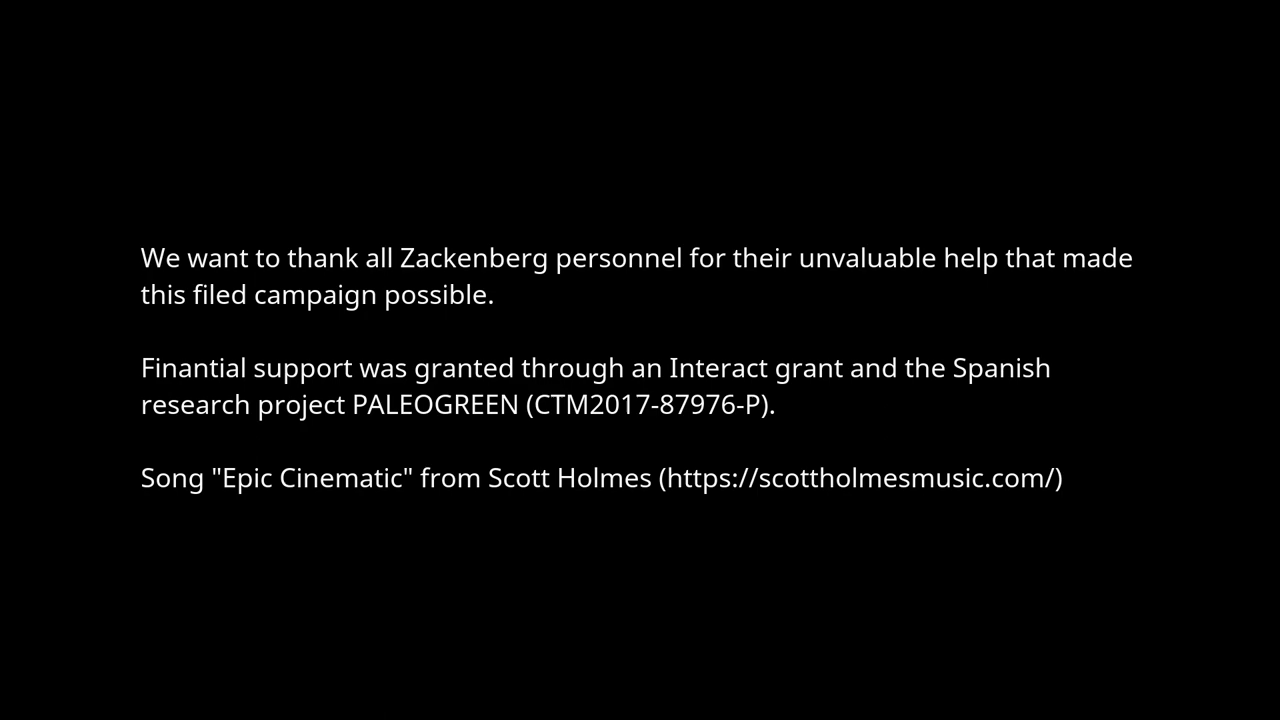 We want to thank all Zackenberg personnel for their unvaluable help that made
this filed campaign possible.
Finantial support was granted through an Interact grant and the Spanish
research project PALEOGREEN (CTM2017-87976-P).
Song "Epic Cinematic" from Scott Holmes (https://scottholmesmusic.com/)